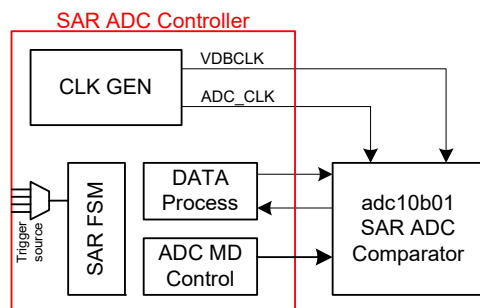 SAR ADC Controller
VDBCLK
CLK GEN
ADC_CLK
Trigger
source
SAR FSM
DATA
Process
ADC MD
Control
adc10b01
SAR ADC
Comparator